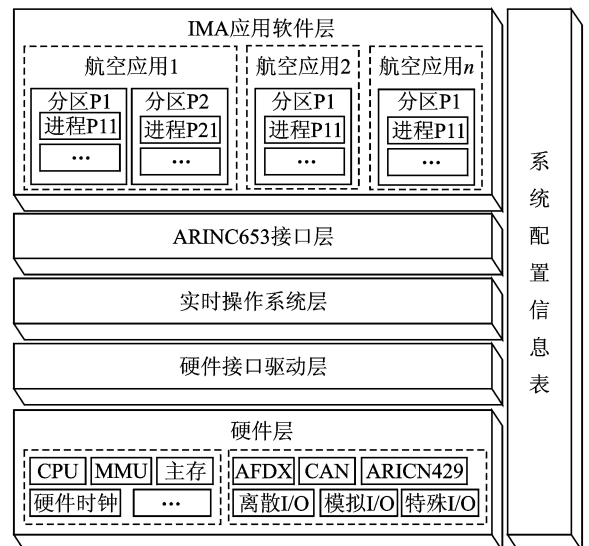 IMA应用软件层
航空应用1
航空应用2
航空应用n
分区P1
分区P2
分区P1
分区P1
进程P11
进程P21
进程P11
进程P11
...
...
...
...
ARINC653接口层
实时操作系统层
硬件接口驱动层
硬件层
CPU
MMU
主存
AFDX
CAN
ARICN429
硬件时钟
...
离散I/O
模拟I/O
特殊I/O
系统配置信息表